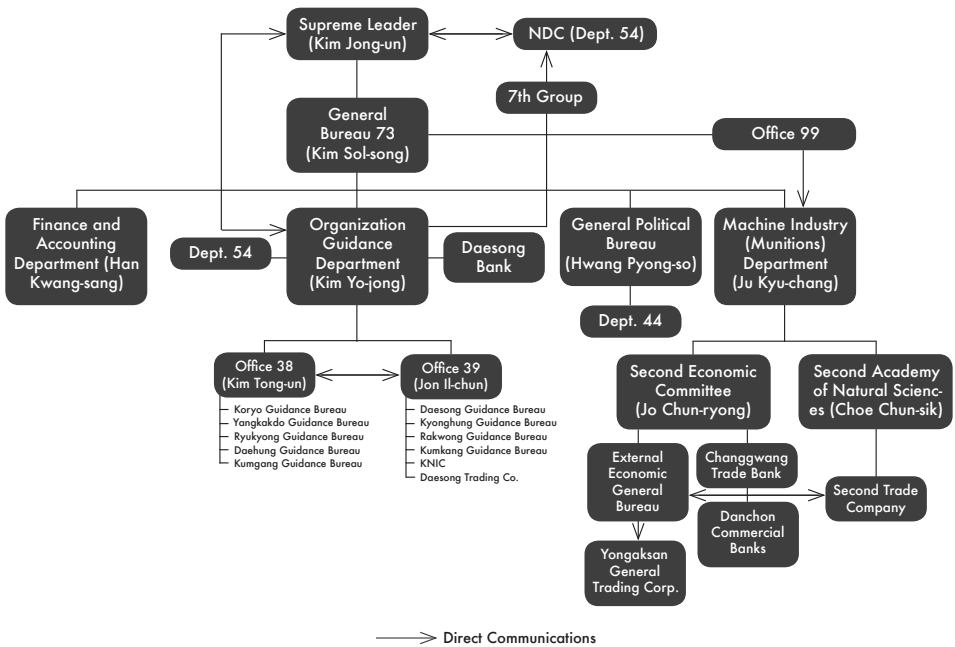 Supreme Leader
(Kim Jong-un)
NDC (Dept. 54)
7th Group
General
Bureau 73
(Kim Sol-song)
Office 99
Finance and
Accounting
Department (Han
Kwang-sang)
Dept. 54
Organization
Guidance
Department
(Kim Yo-jong)
Daesong
Bank
General Political
Bureau
(Hwang Pyong-so)
Dept. 44
Machine Industry
(Munitions)
Department
(Ju Kyu-chang)
Office 38
(Kim Tong-un)
Koryo Guidance Bureau
Yangkakdo Guidance Bureau
Ryukyong Guidance Bureau
Daehung Guidance Bureau
Kumgang Guidance Bureau
Office 39
(Jon Il-chun)
Daesong Guidance Bureau
Kyonghung Guidance Bureau
Rakwong Guidance Bureau
Kumkang Guidance Bureau
KNIC
Daesong Trading Co.
Second Economic
Committee
(Jo Chun-ryong)
Second Academy
of Natural Scienc-
es (Choe Chun-sik)
External
Economic
General
Bureau
Changgwang
Trade Bank
Danchon
Commercial
Banks
Second Trade
Company
Yongaksan
General
Trading Corp.
Direct Communications